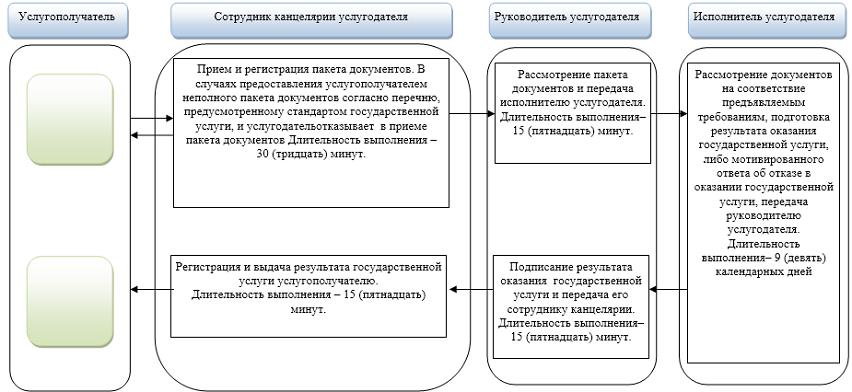 Услугополучатель
Сотрудник канцелярии услугодателя
Руководитель услугодателя
Исполнитель услугодателя
Прием и регистрация пакета документов. В
случаях предоставления услугополучателем
неполного пакета документов согласно перечню,
предусмотренному стандартом государственной
услуги, и услугодательотказывает в приеме
пакета документов Длительность выполнения –
30 (тридцать) минут.
Рассмотрение пакета
документов и передача
исполнителю услугодателя.
Длительность выполнения–
15 (пятнадцать) минут.
Рассмотрение документов
на соответствие
предъявляемым
требованиям, подготовка
результата оказания
государственной услуги,
либо мотивированного
ответа об отказе в
оказании государственной
услуги, передача
руководителю
услугодателя.
Длительность
выполнения– 9 (девять)
календарных дней
Регистрация и выдача результата государственной
услуги услугополучателю.
Длительность выполнения – 15 (пятнадцать)
минут.
Подписание результата
оказания государственной
услуги и передача его
сотруднику канцелярии.
Длительность выполнения–
15 (пятнадцать) минут.